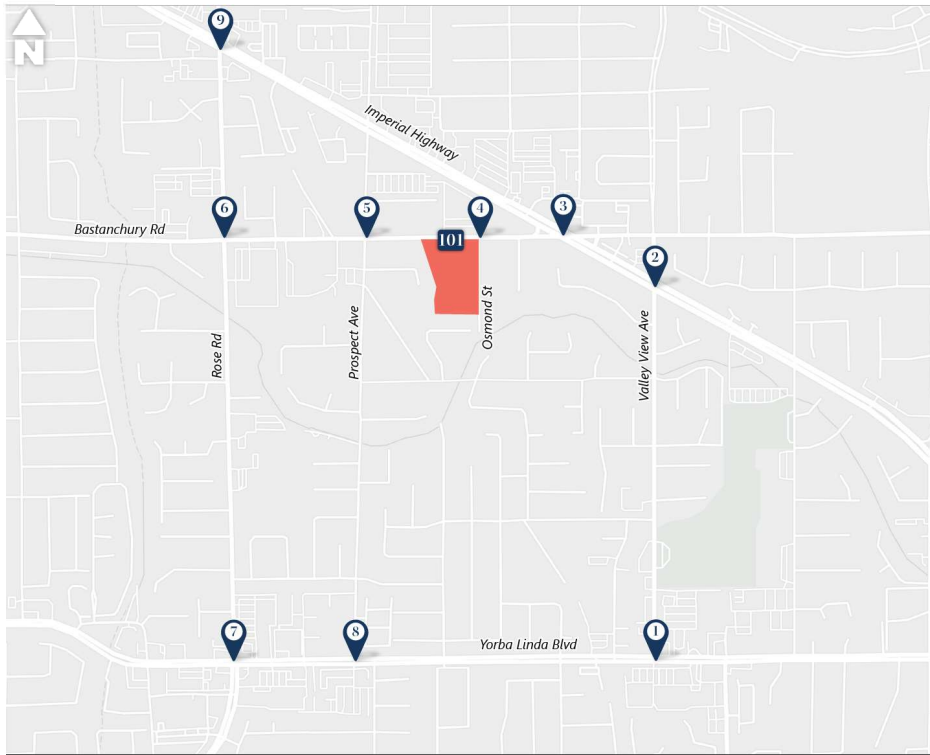 N
9
Imperial Highway
6
5
4
3
Bastanchury Rd
101
2
Rose Rd
Prospect Ave
Osmond St
Valley View Ave
7
8
Yorba Linda Blvd
1